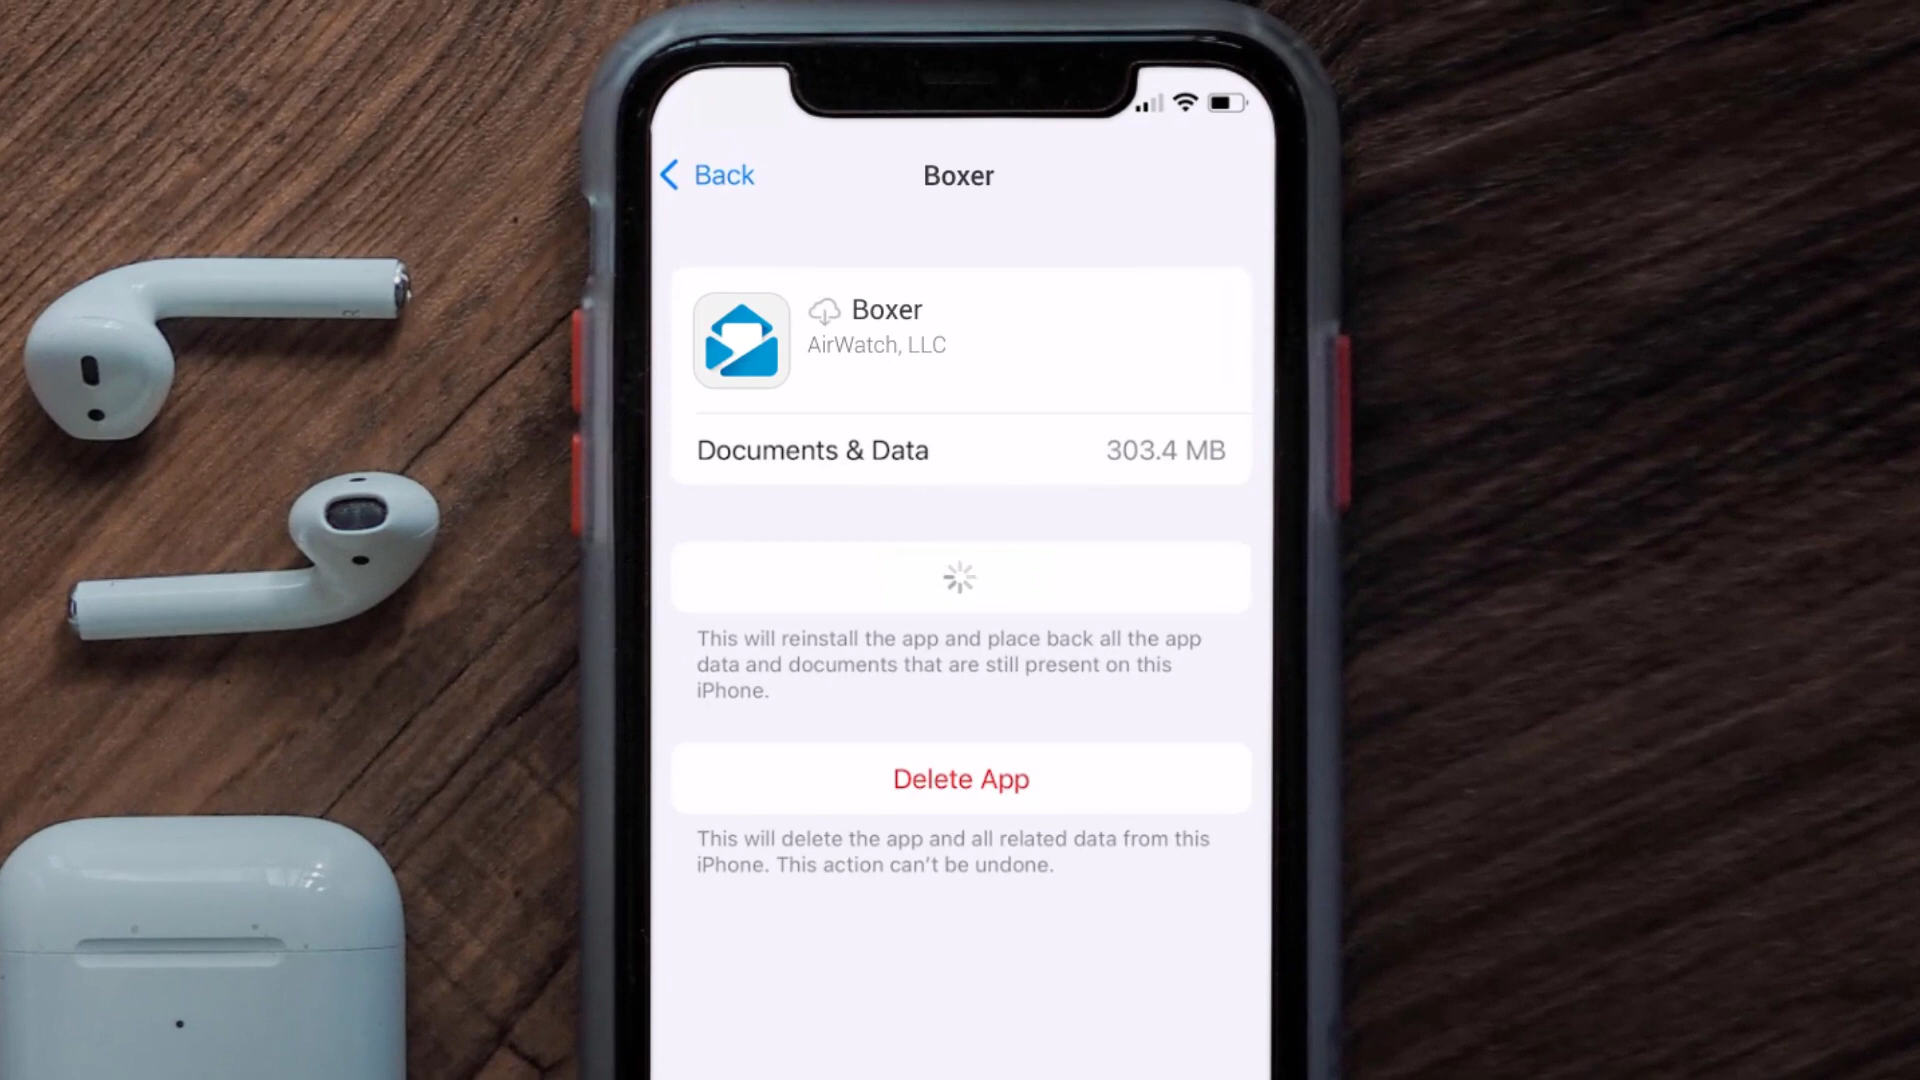 Back
Boxer
Boxer
AirWatch, LLC
Documents & Data
303.4 MB
This will reinstall the app and place back all the app
data and documents that are still present on this
iPhone.
Delete App
This will delete the app and all related data from this
iPhone. This action can't be undone.
R